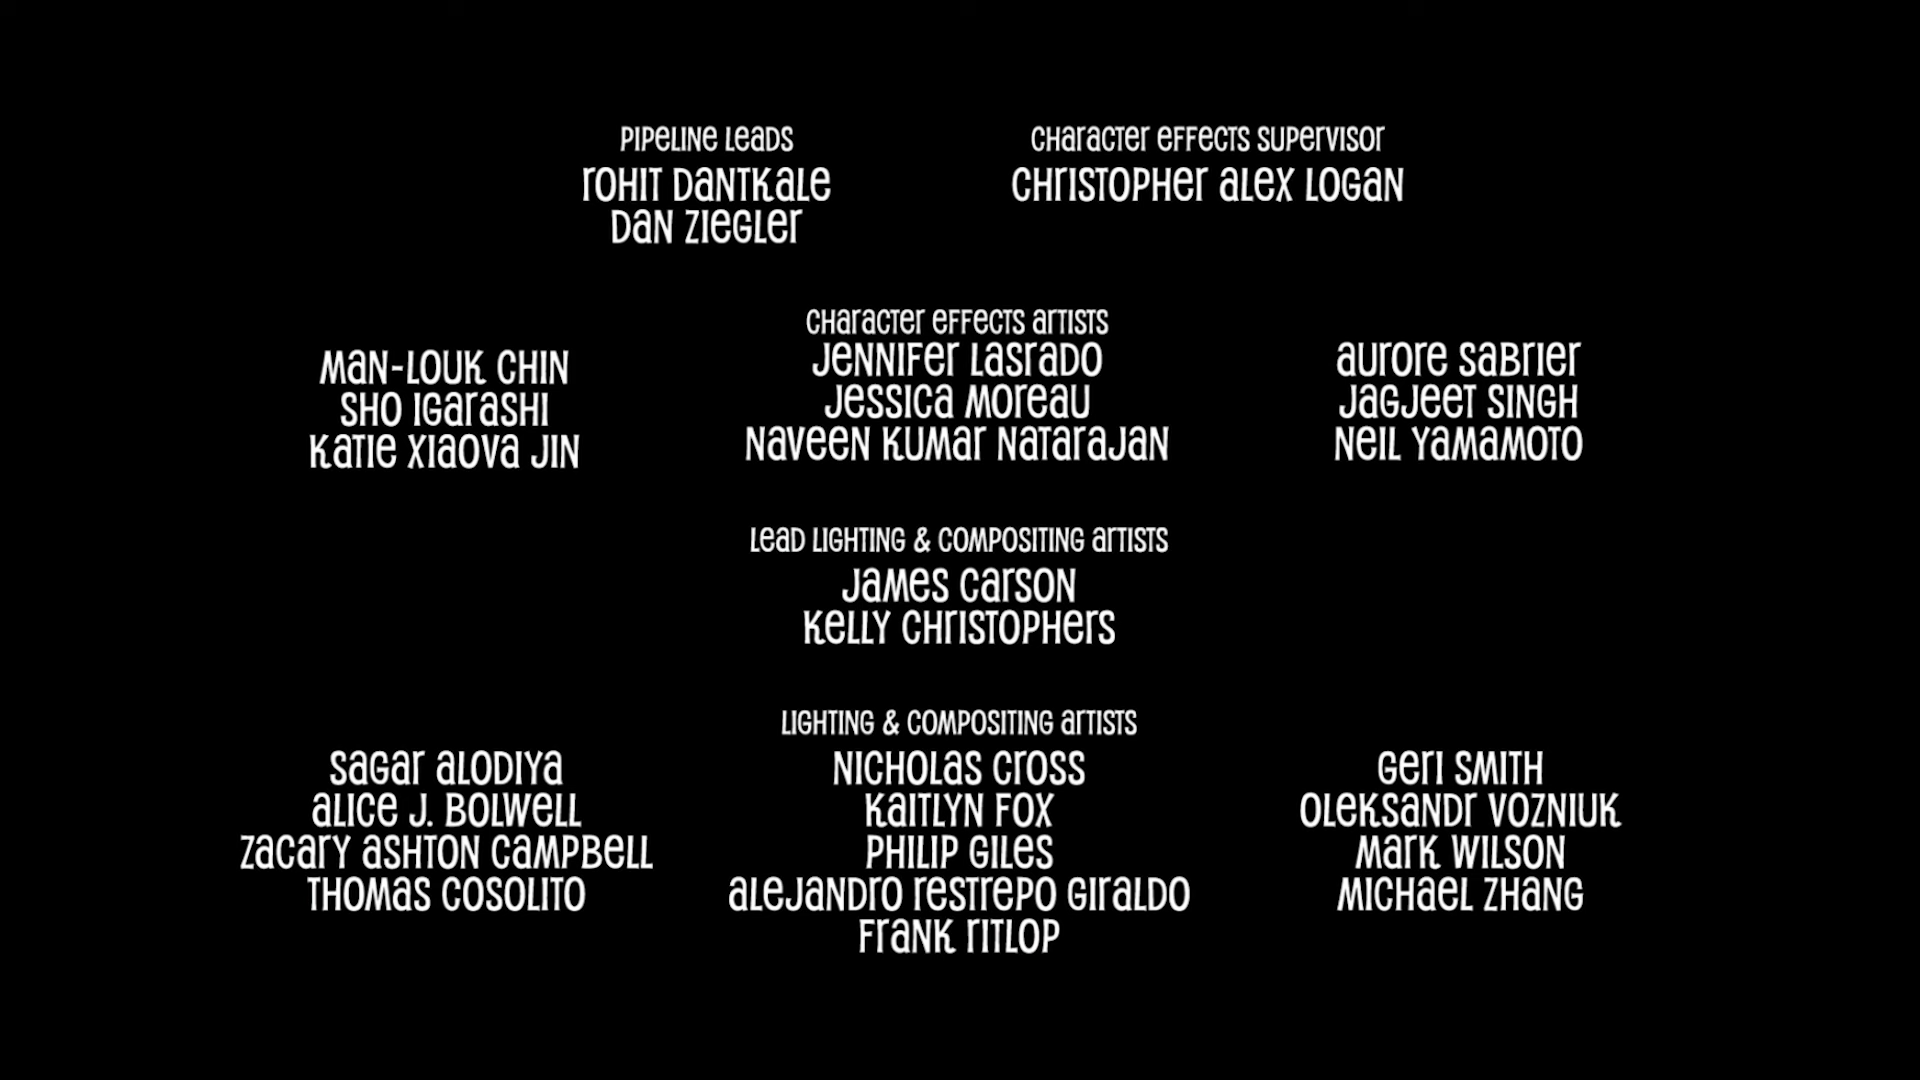 PIPELINE LEADS
ROHIT DANTKALE
DAN ZIEGLER
CHARACTER EFFECTS SUPERVISOR
CHRISTOPHER ALEX LOGAN
CHARACTER EFFECTS ARTISTS
MAN-LOUK CHIN
SHO IGARASHI
KATIE XIAOVA JIN
JENNIFER LASRADO
JESSICA MOREAU
NAVEEN KUMAR NATARAJAN
AURORE SABRIER
JAGJEET SINGH
NEIL YAMAMOTO
LEAD LIGHTING & COMPOSITING ARTISTS
JAMES CARSON
KELLY CHRISTOPHERS
LIGHTING & COMPOSITING ARTISTS
SAGAR ALODIYA
ALICE J. BOLWELL
ZACARY ASHTON CAMPBELL
THOMAS COSOLITO
NICHOLAS CROSS
KAITLYN FOX
PHILIP GILES
ALEJANDRO RESTREPO GIRALDO
FRANK RITLOP
GERI SMITH
OLEKSANDR VOZNIUK
MARK WILSON
MICHAEL ZHANG